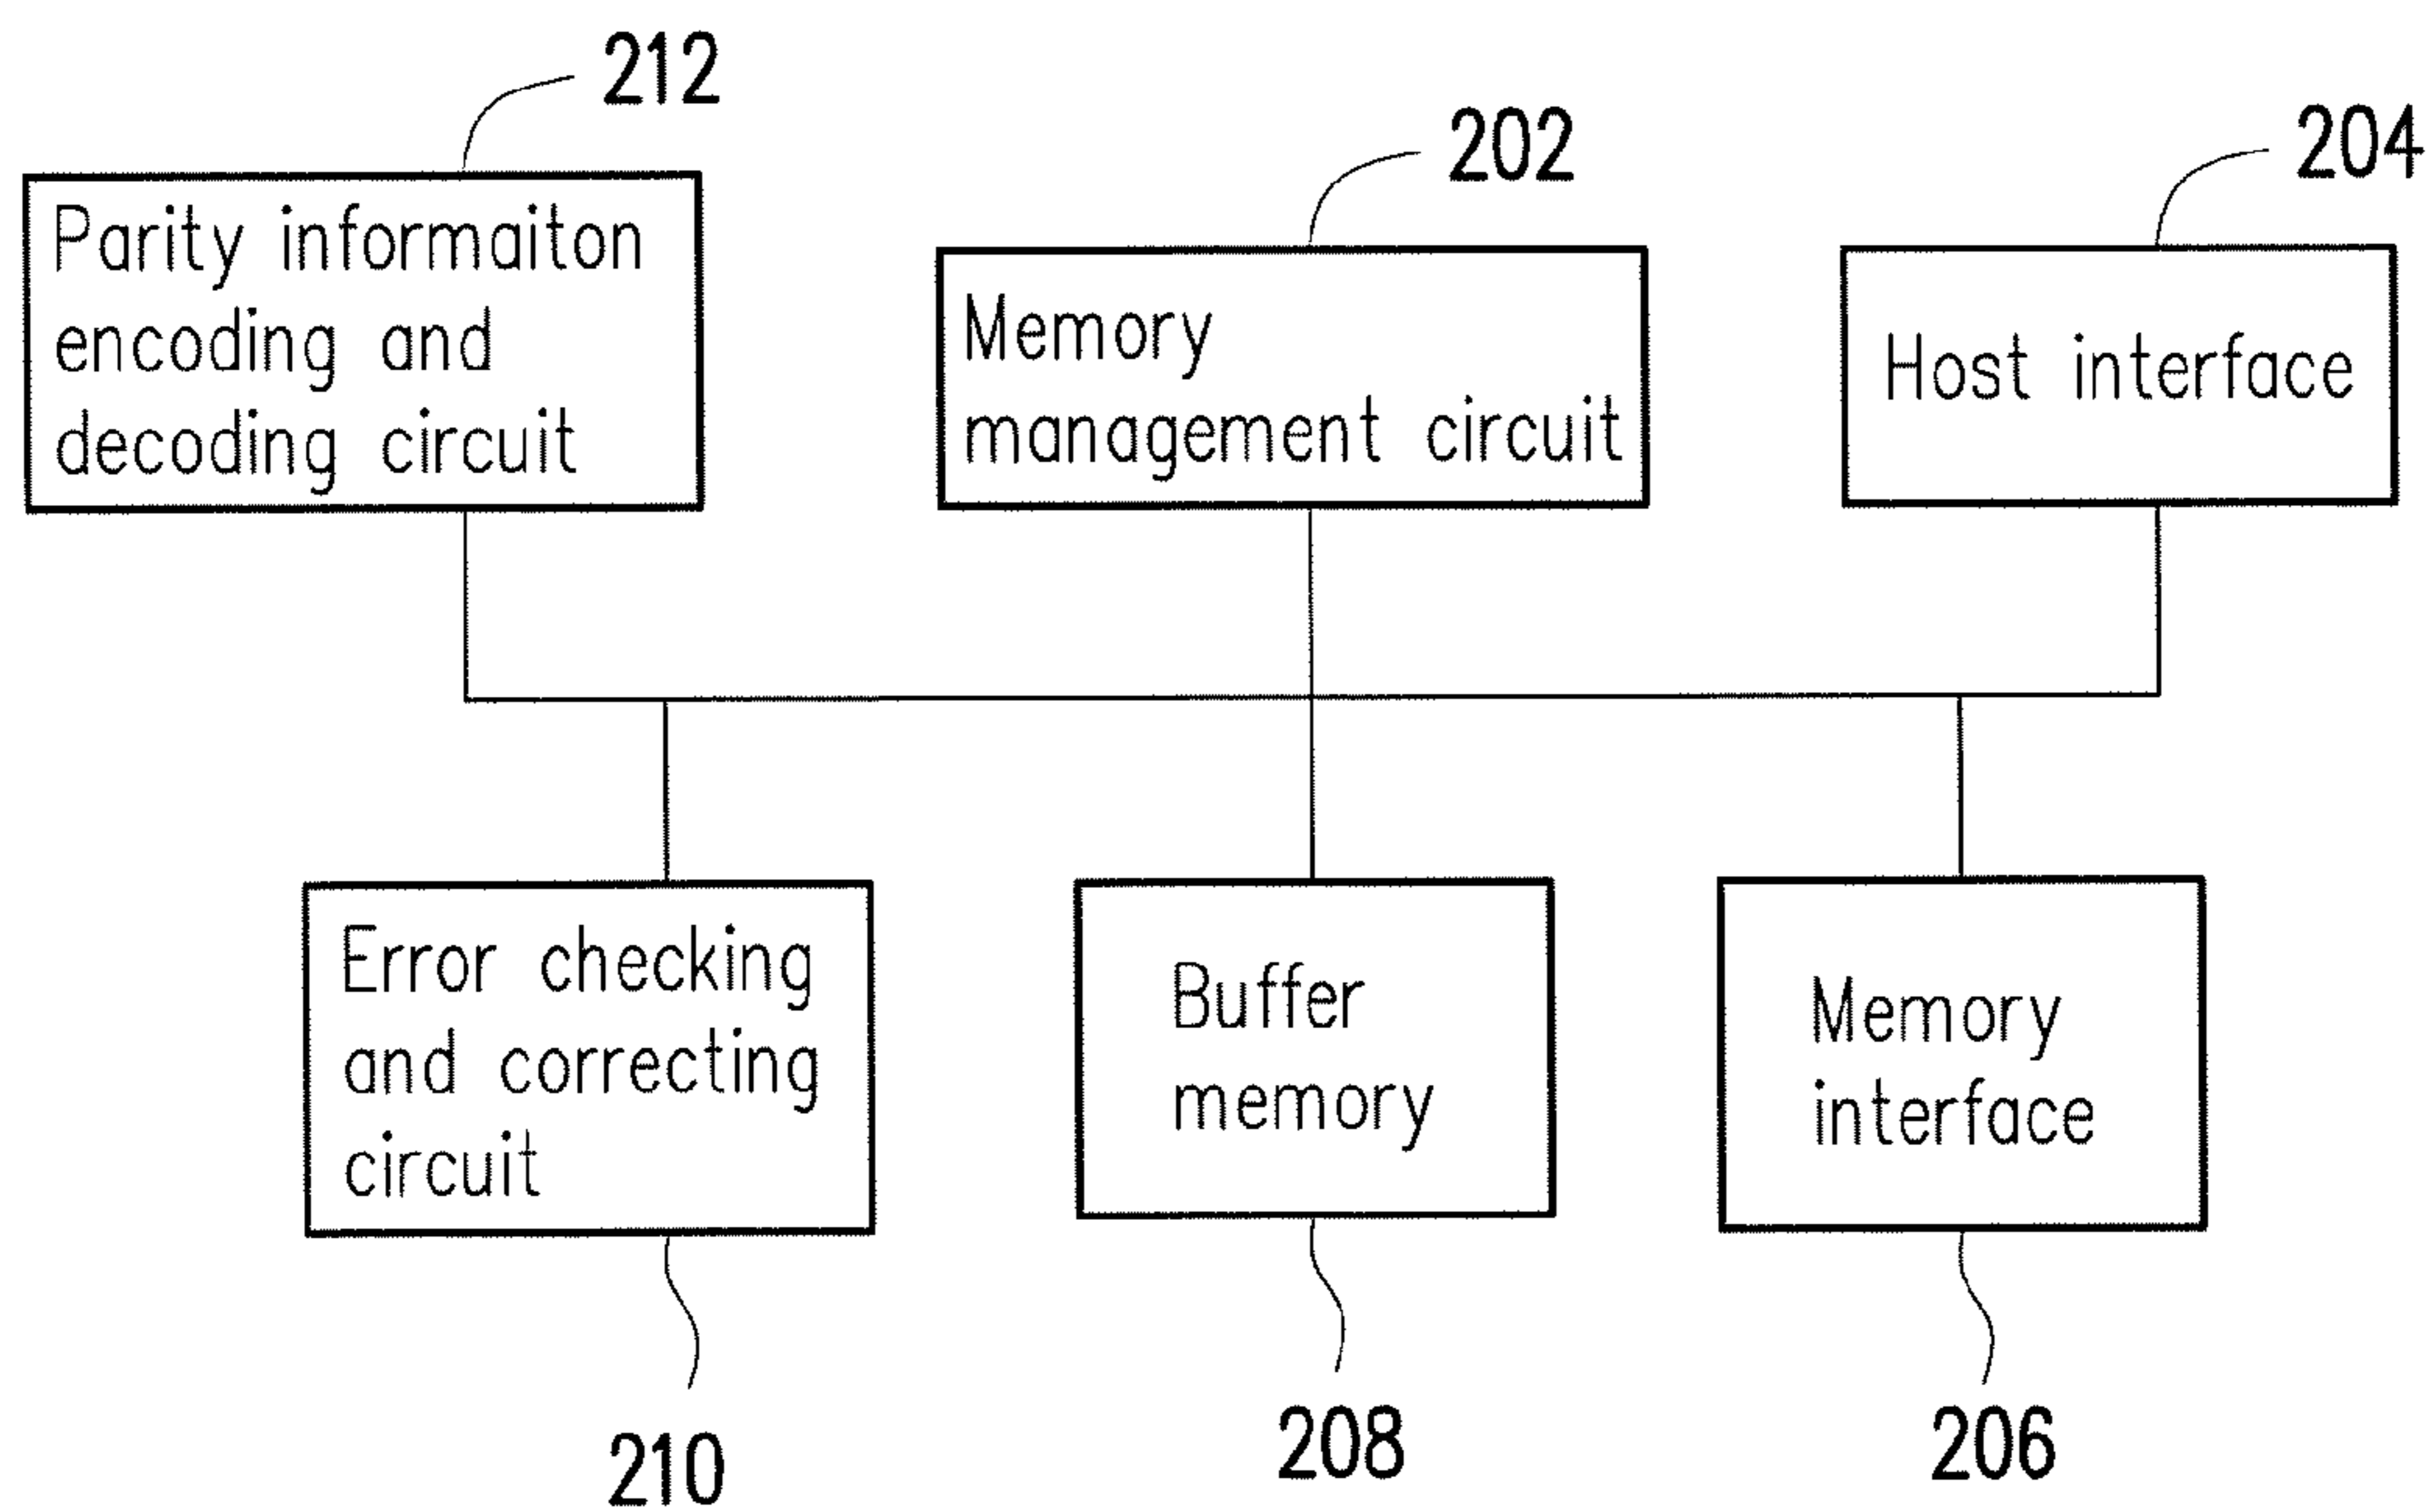 212
202
204
Parity informaiton
encoding and
decoding circuit
Memory
management circuit
Host interface
Error checking
and correcting
circuit
Buffer
memory
Memory
interface
210
208
206